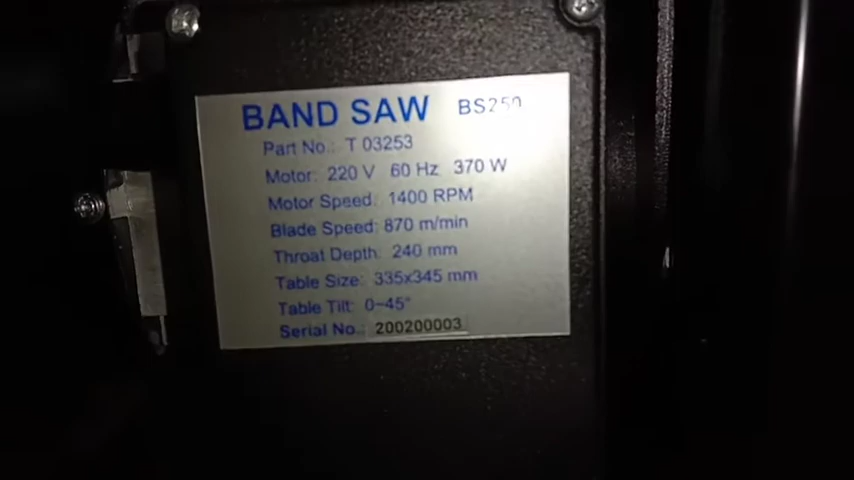 BAND SAW BS250
Part No.: T 03253
Motor: 220 V 60 Hz 370 W
Motor Speed: 1400 RPM
Blade Speed: 870 m/min
Throat Depth: 240 mm
Table Size: 335x345 mm
Table Tilt: 0-45°
Serial No.: 200200003